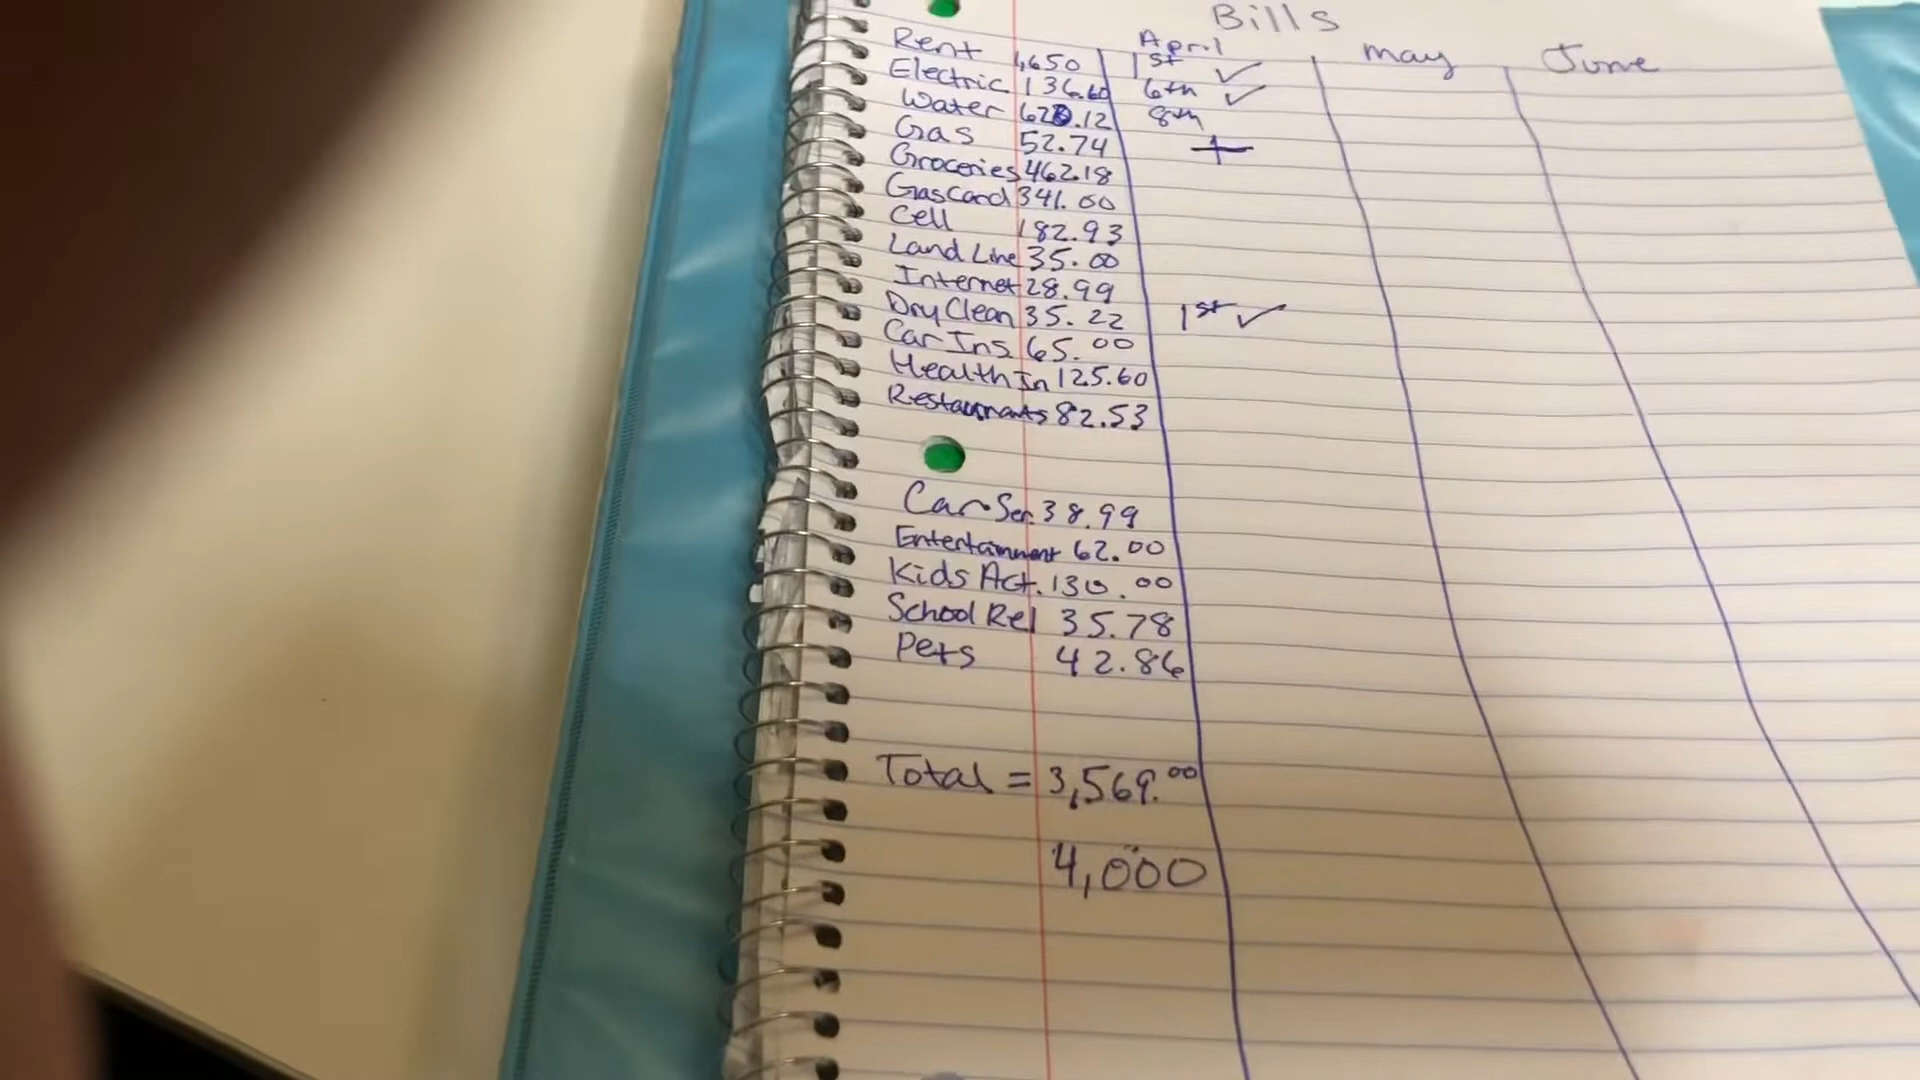 Bills
April May June
Rent 1,650 1st ✓
Electric 136.60 6th ✓
Water 62.12 8th
Gas 52.74 +
Groceries 462.18
Gas Card 341.00
Cell 182.93
Land Line 35.00
Internet 28.99
Dry Clean 35.22 1st ✓
Car Ins 65.00
Health In 125.60
Restaurants 82.53
Car Ser. 38.99
Entertainment 62.00
Kids Act. 130.00
School Rel 35.78
Pets 42.86
Total = 3,569.00
4,000